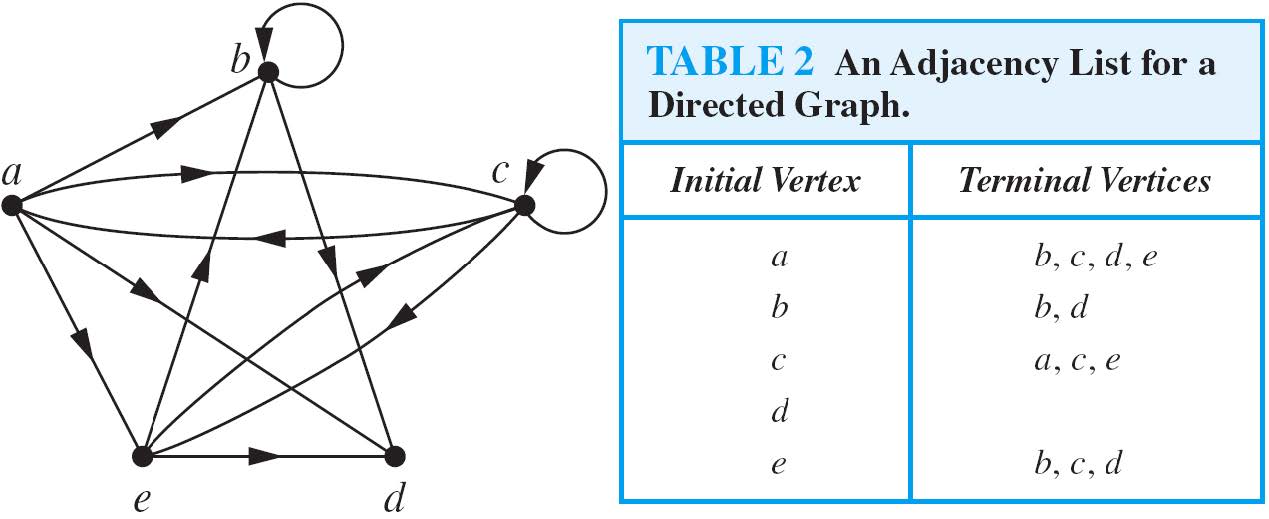 b
a
c
e
d
TABLE 2 An Adjacency List for a
Directed Graph.
Initial Vertex Terminal Vertices
a b, c, d, e
b b, d
c a, c, e
d
e b, c, d